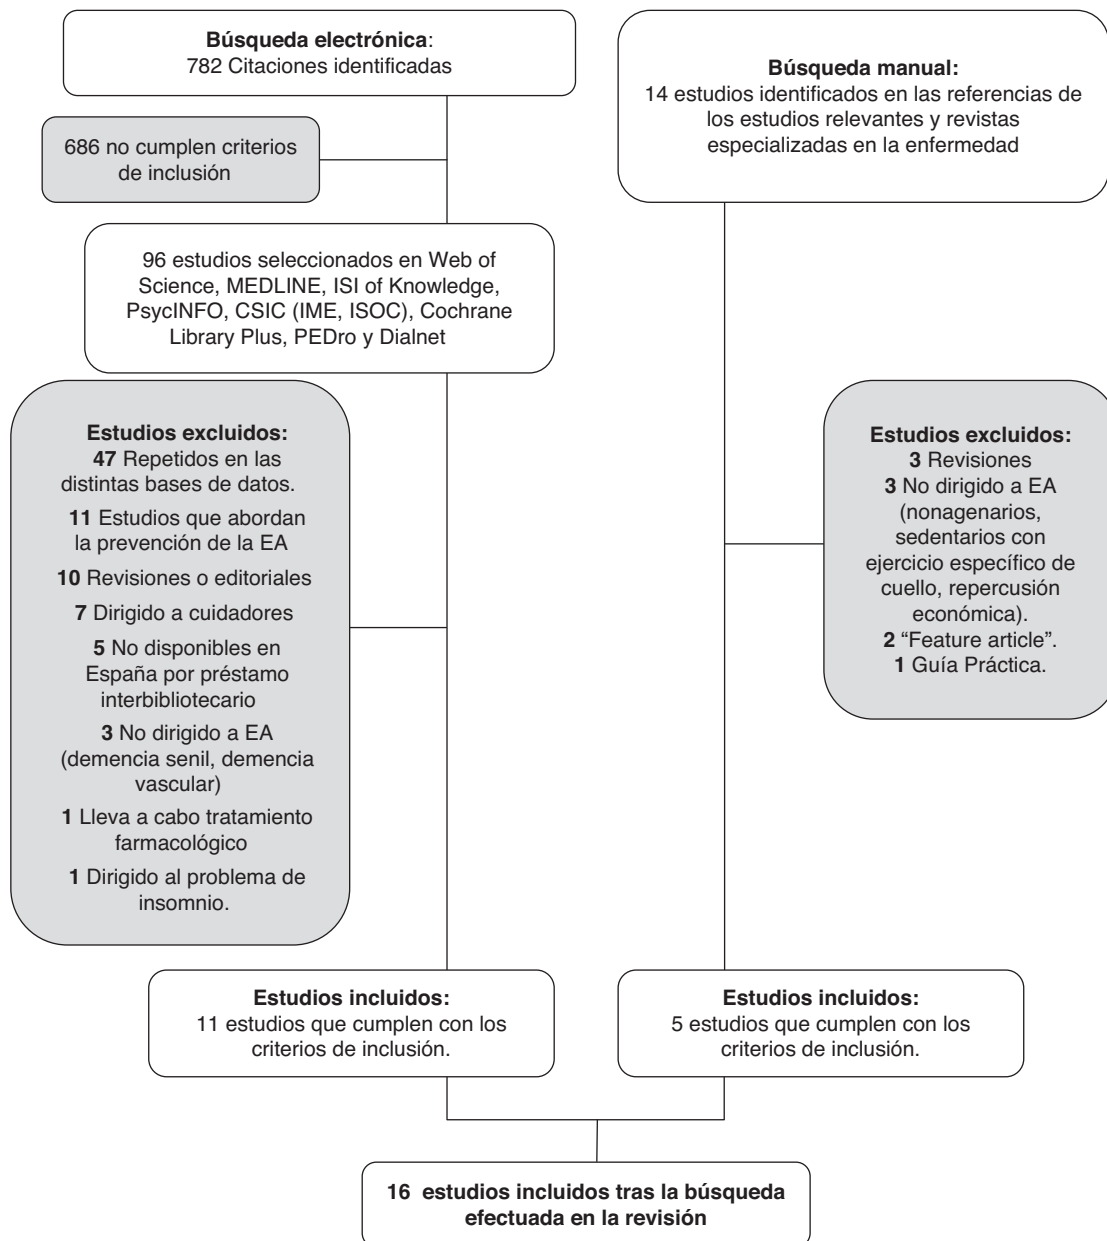 Búsqueda electrónica:
782 Citaciones identificadas
Búsqueda manual:
14 estudios identificados en las referencias de
los estudios relevantes y revistas
especializadas en la enfermedad
686 no cumplen criterios
de inclusión
96 estudios seleccionados en Web of
Science, MEDLINE, ISI of Knowledge,
PsycINFO, CSIC (IME, ISOC), Cochrane
Library Plus, PEDro y Dialnet
Estudios excluidos:
47 Repetidos en las
distintas bases de datos.
11 Estudios que abordan
la prevención de la EA
10 Revisiones o editoriales
7 Dirigido a cuidadores
5 No disponibles en
España por préstamo
interbibliotecario
3 No dirigido a EA
(demencia senil, demencia
vascular)
1 Lleva a cabo tratamiento
farmacológico
1 Dirigido al problema de
insomnio.
Estudios excluidos:
3 Revisiones
3 No dirigido a EA
(nonagenarios,
sedentarios con
ejercicio específico de
cuello, repercusión
económica).
2 “Feature article”.
1 Guía Práctica.
Estudios incluidos:
11 estudios que cumplen con los
criterios de inclusión.
Estudios incluidos:
5 estudios que cumplen con los
criterios de inclusión.
16 estudios incluidos tras la búsqueda
efectuada en la revisión